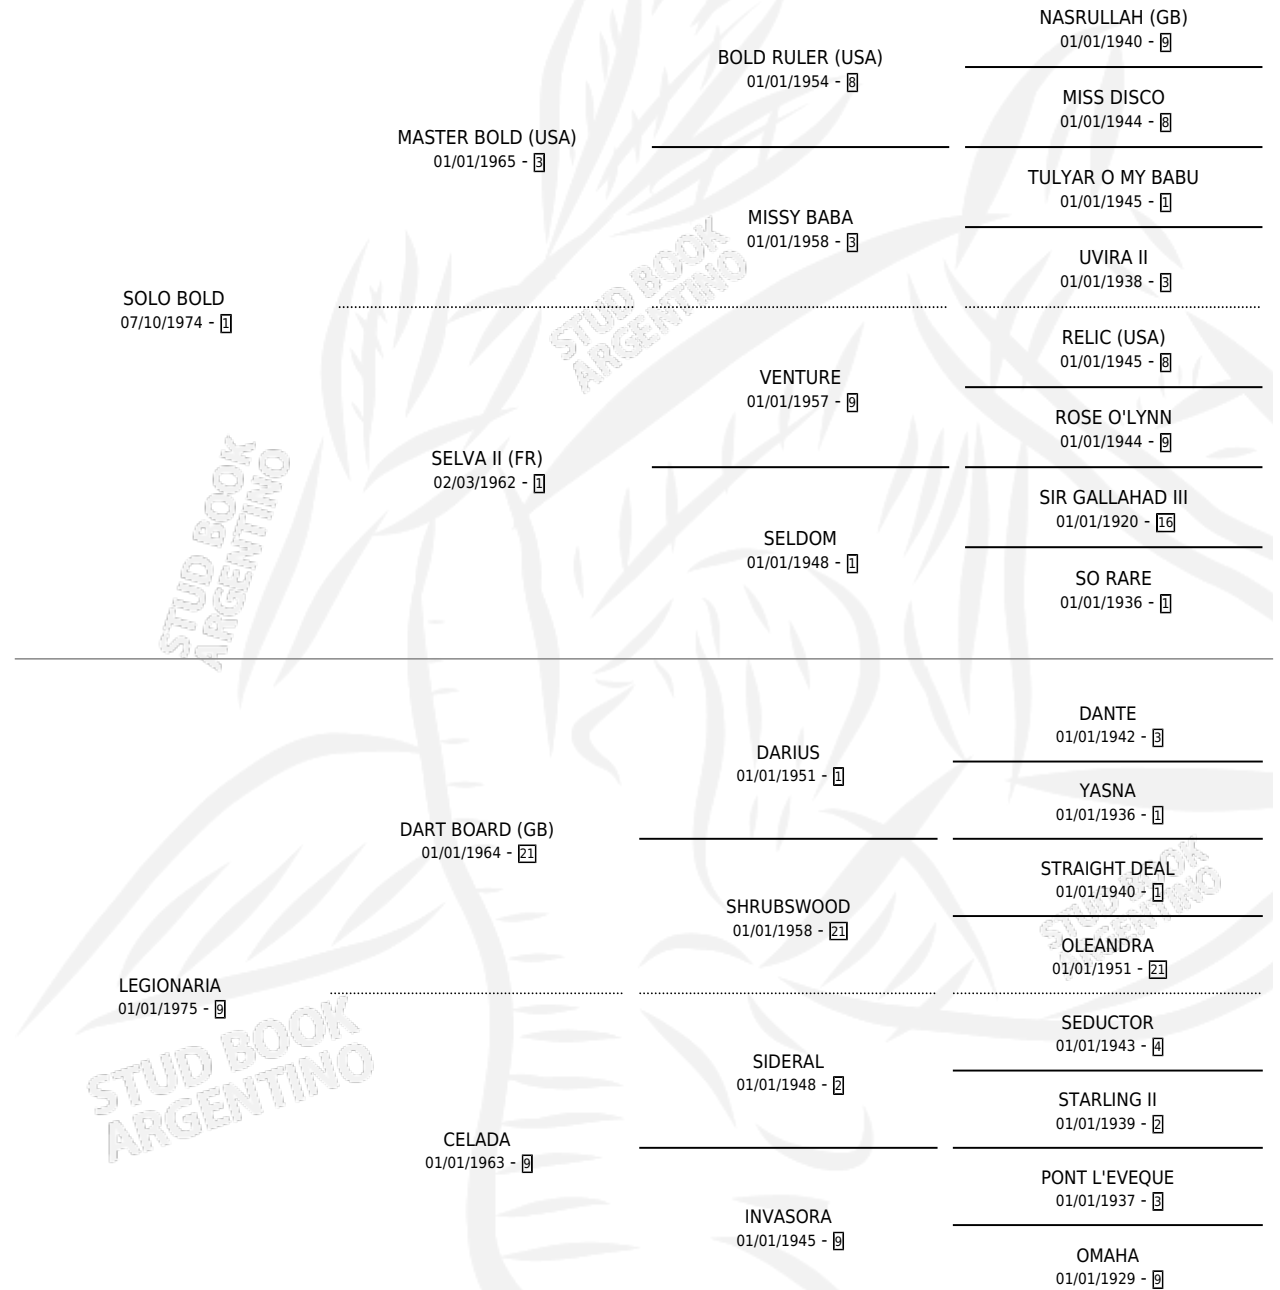 NASRULLAH (GB)
01/01/1940 - 9
BOLD RULER (USA)
01/01/1954 - 8
MISS DISCO
01/01/1944 - 8
MASTER BOLD (USA)
01/01/1965 - 3
TULYAR O MY BABU
01/01/1945 - 1
MISSY BABA
01/01/1958 - 3
UVIRA II
01/01/1938 - 3
SOLO BOLD
07/10/1974 - 1
RELIC (USA)
01/01/1945 - 8
VENTURE
01/01/1957 - 9
ROSE O'LYNN
01/01/1944 - 9
SELVA II (FR)
02/03/1962 - 1
SIR GALLAHAD III
01/01/1920 - 16
SELDOM
01/01/1948 - 1
SO RARE
01/01/1936 - 1
DANTE
01/01/1942 - 3
DARIUS
01/01/1951 - 1
YASNA
01/01/1936 - 1
DART BOARD (GB)
01/01/1964 - 21
STRAIGHT DEAL
01/01/1940 - 1
SHRUBSWOOD
01/01/1958 - 21
OLEANDRA
01/01/1951 - 21
LEGIONARIA
01/01/1975 - 9
SEDUCTOR
01/01/1943 - 4
SIDERAL
01/01/1948 - 2
STARLING II
01/01/1939 - 2
CELADA
01/01/1963 - 9
PONT L'EVEQUE
01/01/1937 - 3
INVASORA
01/01/1945 - 9
OMAHA
01/01/1929 - 9
STUD BOOK
ARGENTINO
STUD BOOK
ARGENTINO
STUD BOOK
ARGENTINO
STUD BOOK
ARGENTINO